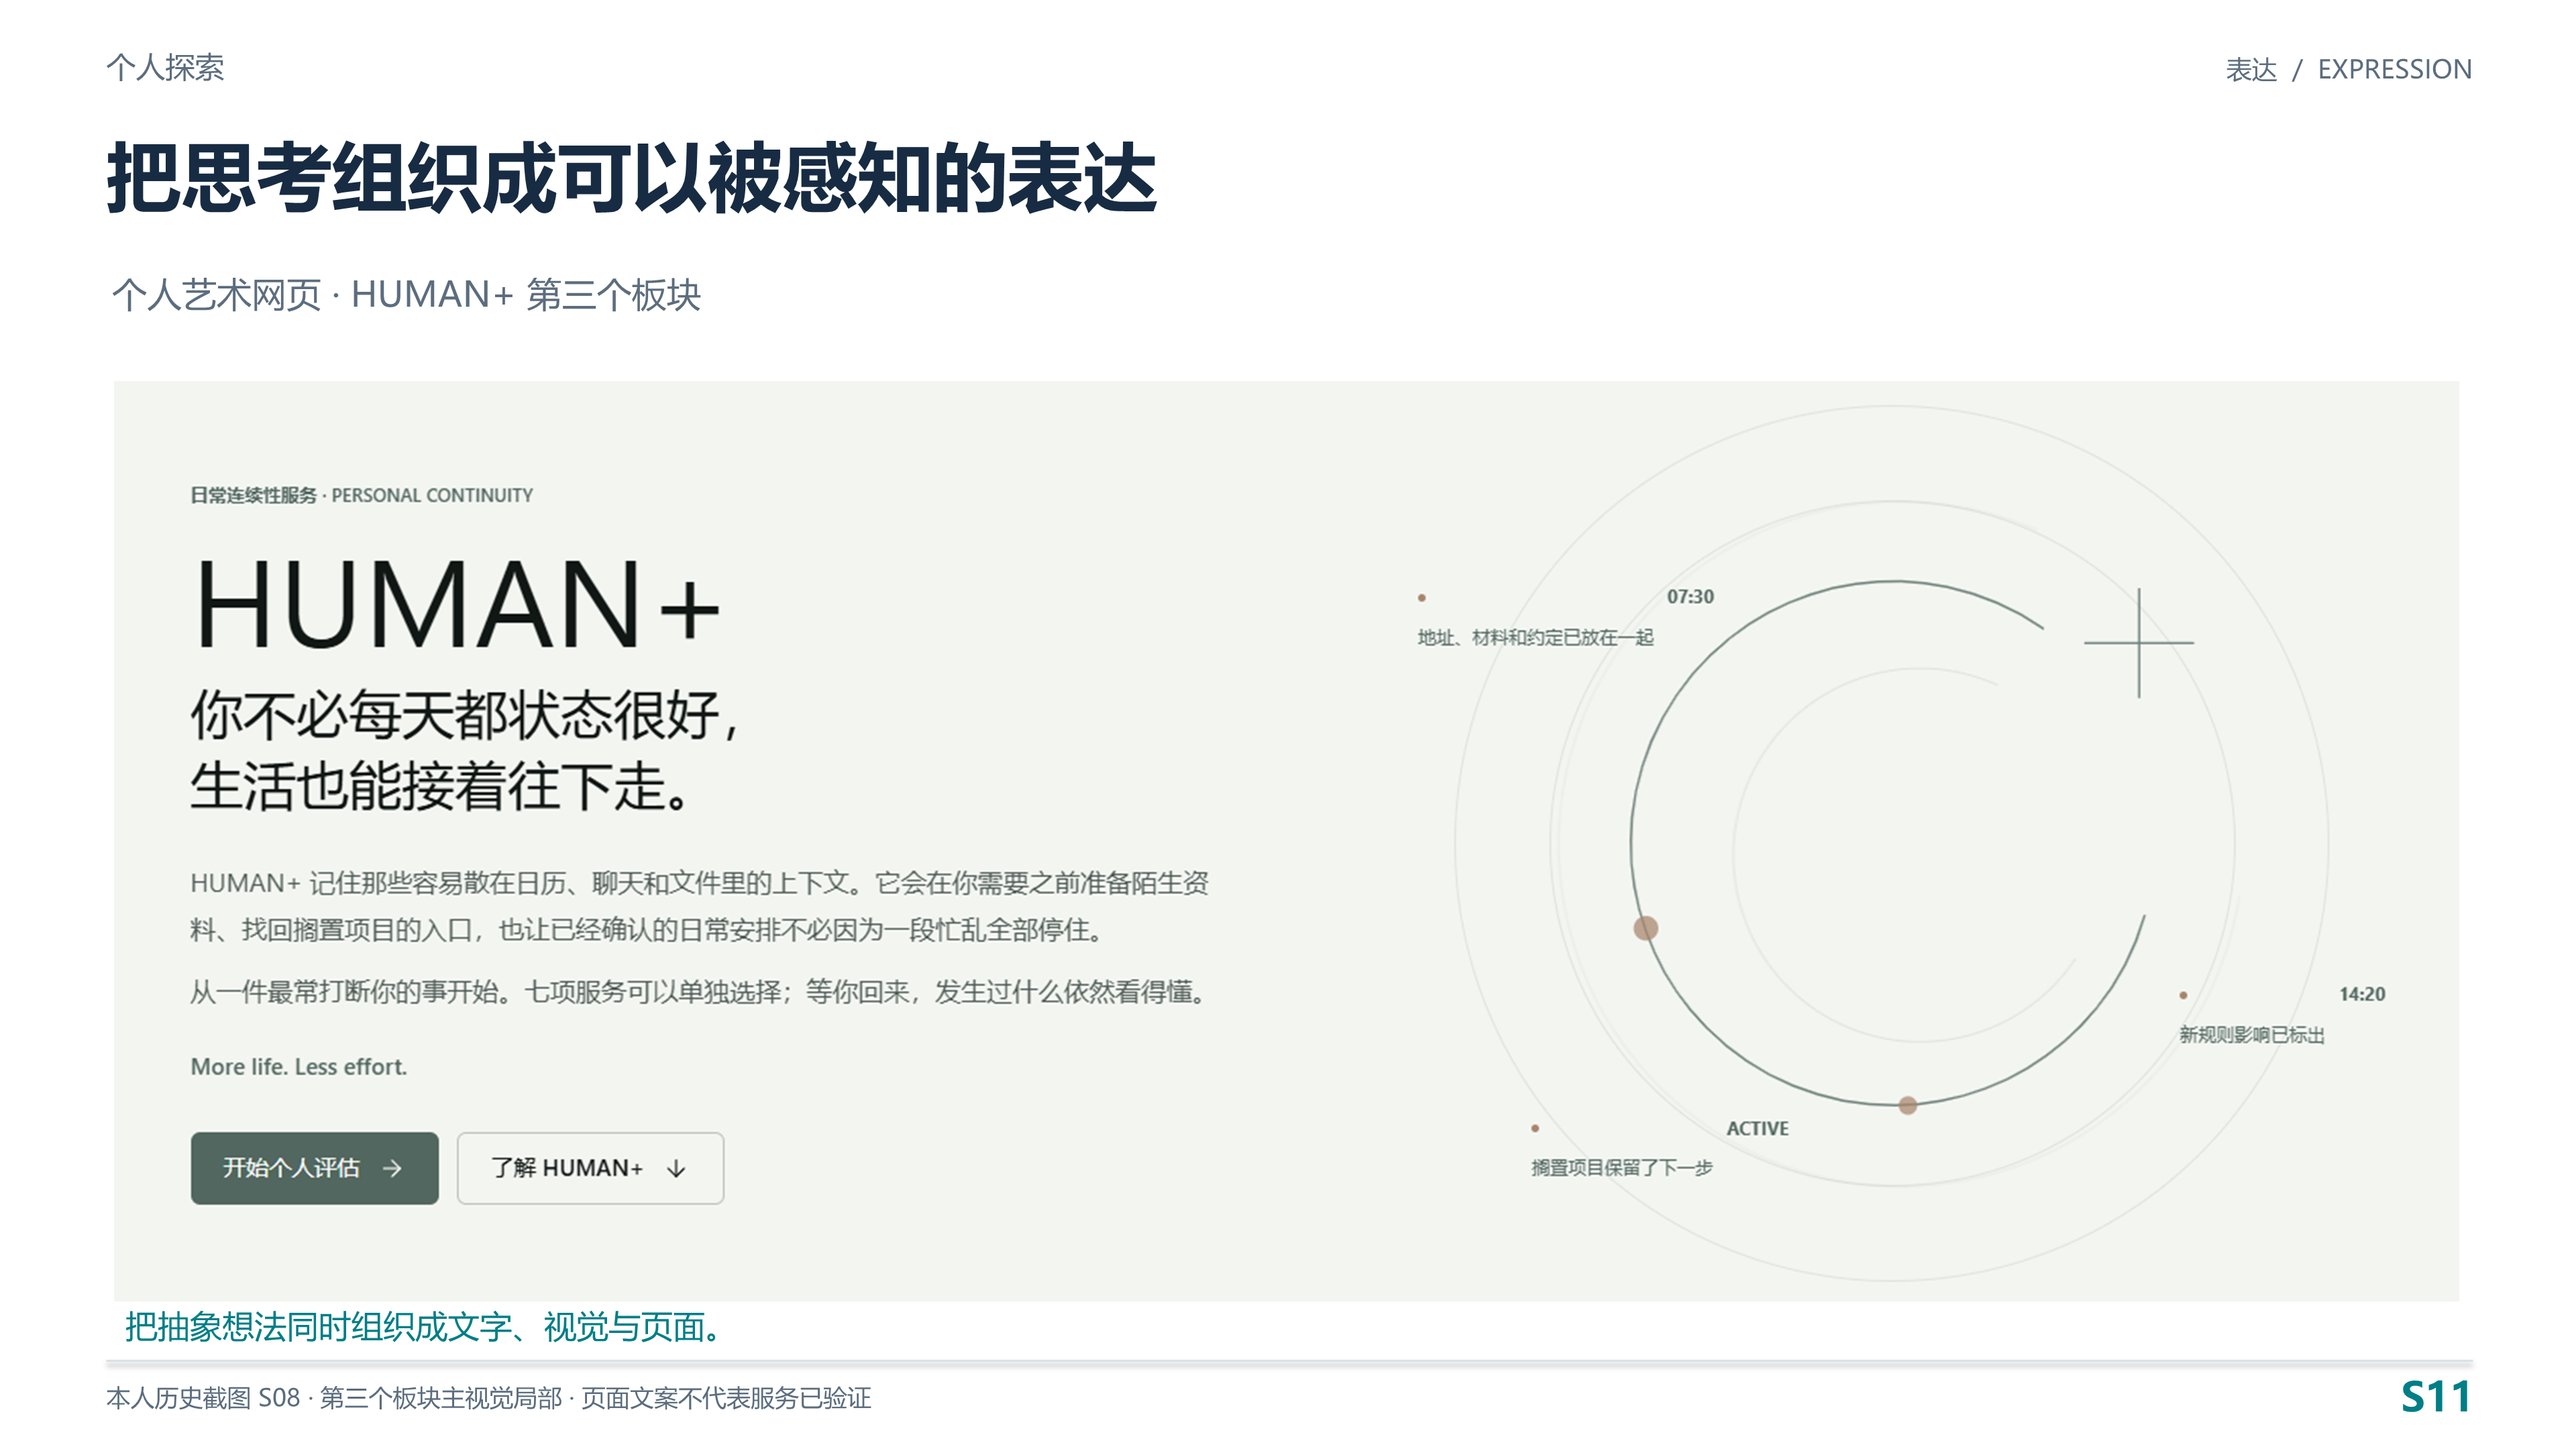 个人探索
表达 / EXPRESSION
把思考组织成可以被感知的表达
个人艺术网页 · HUMAN+ 第三个板块
日常连续性服务 · PERSONAL CONTINUITY
HUMAN+
你不必每天都状态很好，
生活也能接着往下走。
HUMAN+ 记住那些容易散在日历、聊天和文件里的上下文。它会在你需要之前准备陌生资
料、找回搁置项目的入口，也让已经确认的日常安排不必因为一段忙乱全部停住。
从一件最常打断你的事开始。七项服务可以单独选择；等你回来，发生过什么依然看得懂。
More life. Less effort.
开始个人评估 →
了解 HUMAN+ ↓
07:30
地址、材料和约定已放在一起
14:20
新规则影响已标出
ACTIVE
搁置项目保留了下一步
把抽象想法同时组织成文字、视觉与页面。
本人历史截图 S08 · 第三个板块主视觉局部 · 页面文案不代表服务已验证
S11